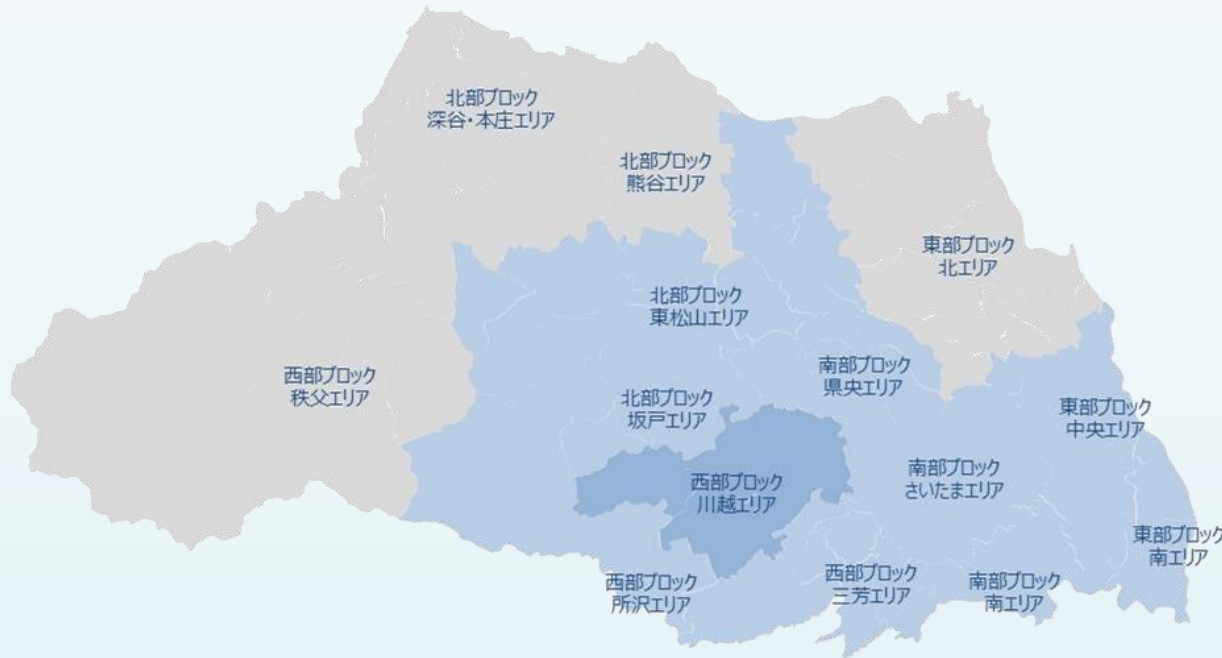 北部ブロック
深谷・本庄エリア
北部ブロック
熊谷エリア
東部ブロック
北エリア
北部ブロック
東松山エリア
西部ブロック
秩父エリア
南部ブロック
県央エリア
北部ブロック
坂戸エリア
東部ブロック
中央エリア
西部ブロック
川越エリア
南部ブロック
さいたまエリア
東部ブロック
南エリア
西部ブロック
所沢エリア
西部ブロック
三芳エリア
南部ブロック
南エリア